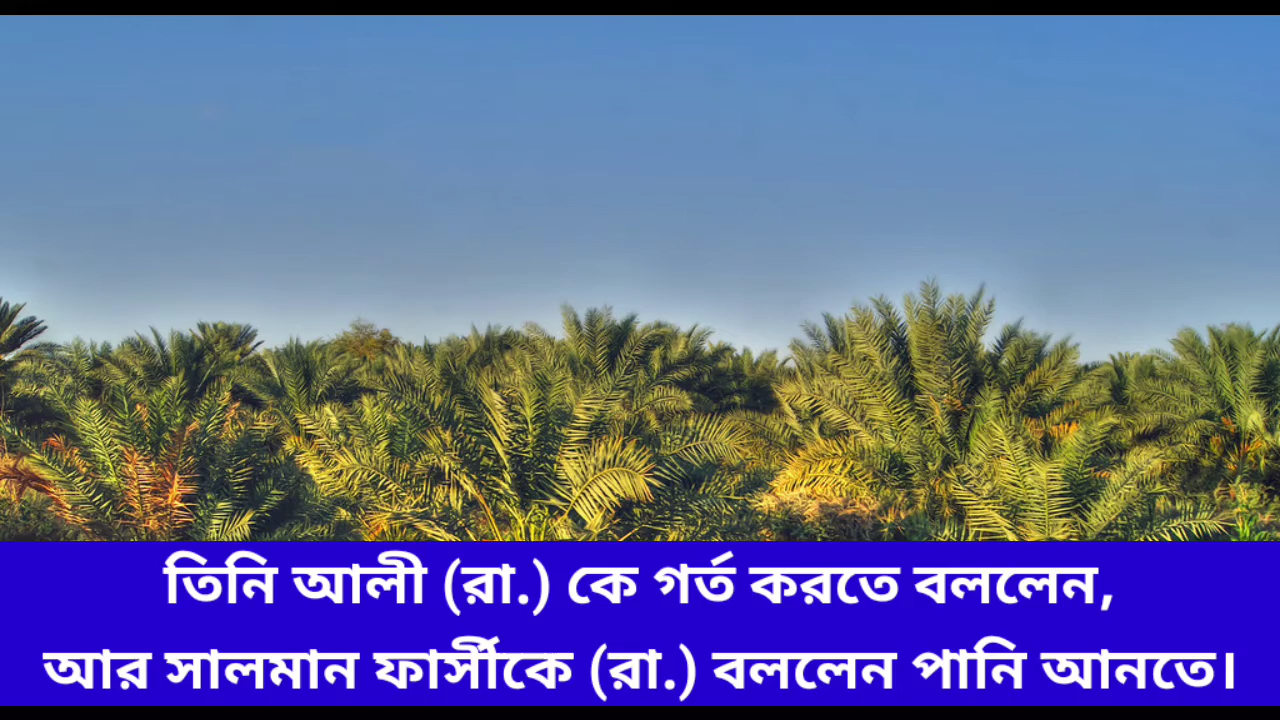 তিনি আলী (রা.) কে গর্ত করতে বললেন,
আর সালমান ফার্সীকে (রা.) বললেন পানি আনতে।